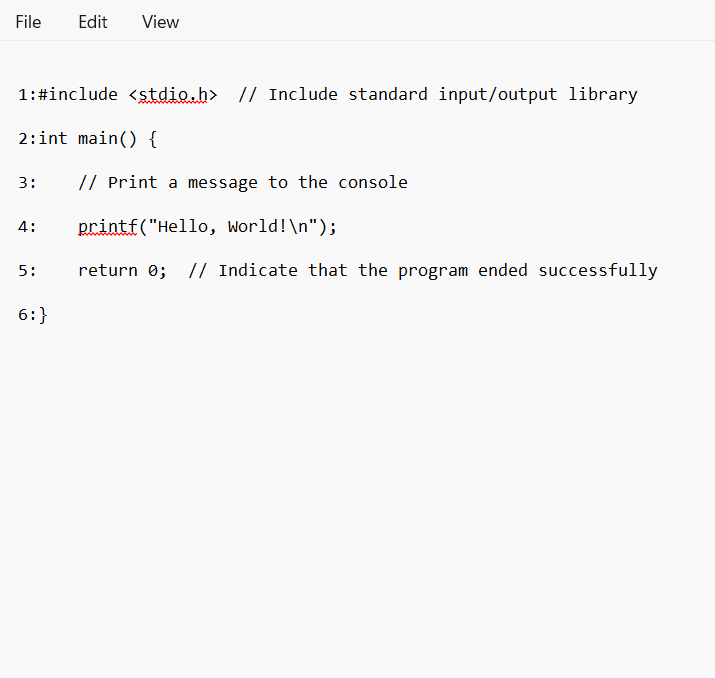 File Edit View
1:#include <stdio.h>  // Include standard input/output library
2:int main() {
3:    // Print a message to the console
4:    printf("Hello, World!\n");
5:    return 0;  // Indicate that the program ended successfully
6:}